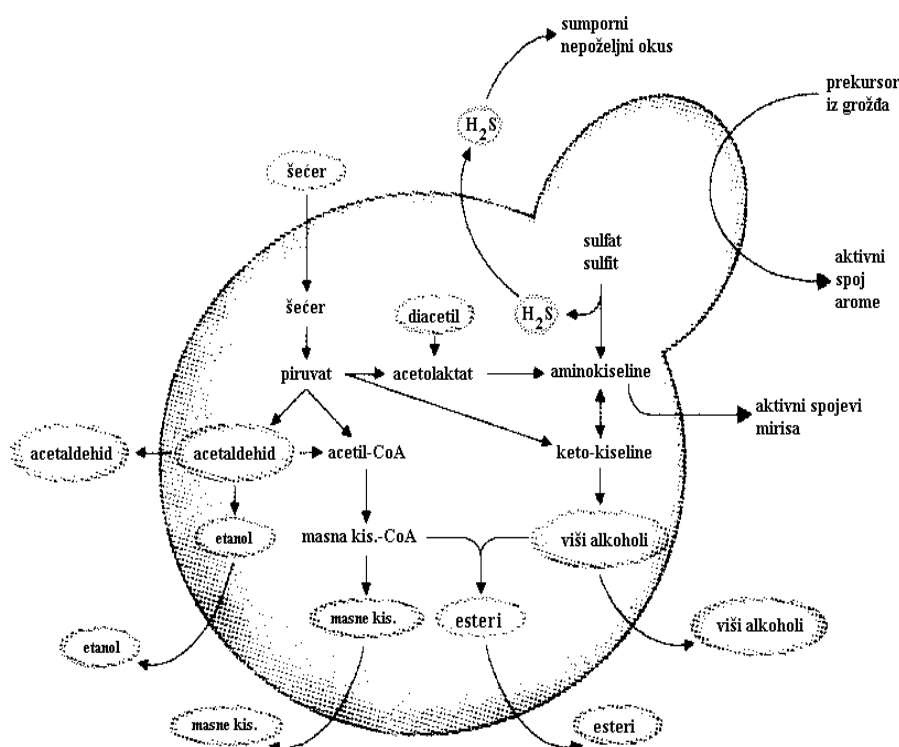 sumporni
nepoželjni okus
prekursor
iz grožđa
H₂S
šećer
sulfat
sulfit
aktivni
spoj
arome
šećer
diacetil
H₂S
piruvat
acetolaktat
aminokiseline
aktivni spojevi
mirisa
acetaldehid
acetaldehid
acetil-CoA
keto-kiseline
etanol
masna kis.-CoA
viši alkoholi
masne kis.
esteri
viši alkoholi
etanol
masne kis.
esteri